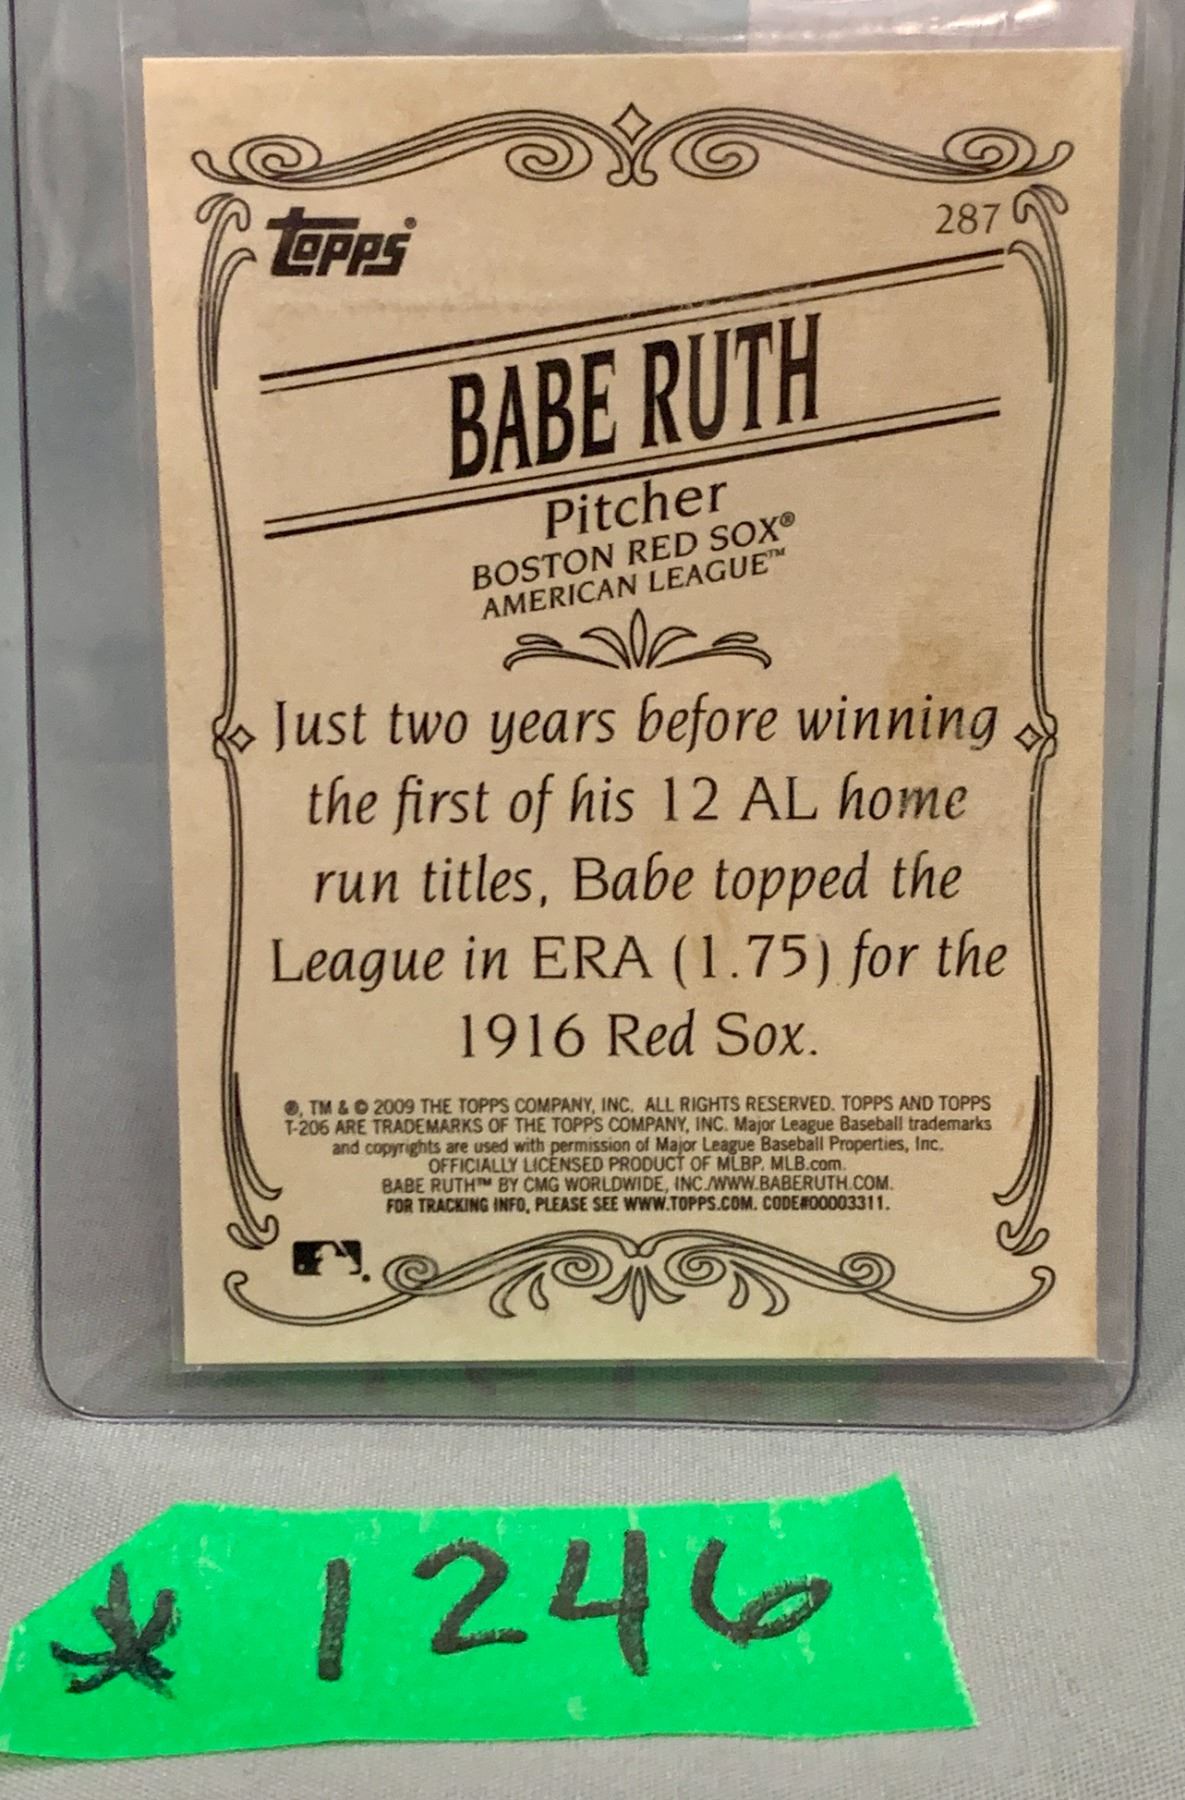 Topps®
287
BABE RUTH
Pitcher
BOSTON RED SOX®
AMERICAN LEAGUE™
Just two years before winning
the first of his 12 AL home
run titles, Babe topped the
League in ERA (1.75) for the
1916 Red Sox.
®, TM & © 2009 THE TOPPS COMPANY, INC. ALL RIGHTS RESERVED. TOPPS AND TOPPS
T-206 ARE TRADEMARKS OF THE TOPPS COMPANY, INC. Major League Baseball trademarks
and copyrights are used with permission of Major League Baseball Properties, Inc.
OFFICIALLY LICENSED PRODUCT OF MLBP. MLB.com.
BABE RUTH™ BY CMG WORLDWIDE, INC./WWW.BABERUTH.COM.
FOR TRACKING INFO, PLEASE SEE WWW.TOPPS.COM. CODE#00003311.
* 1246